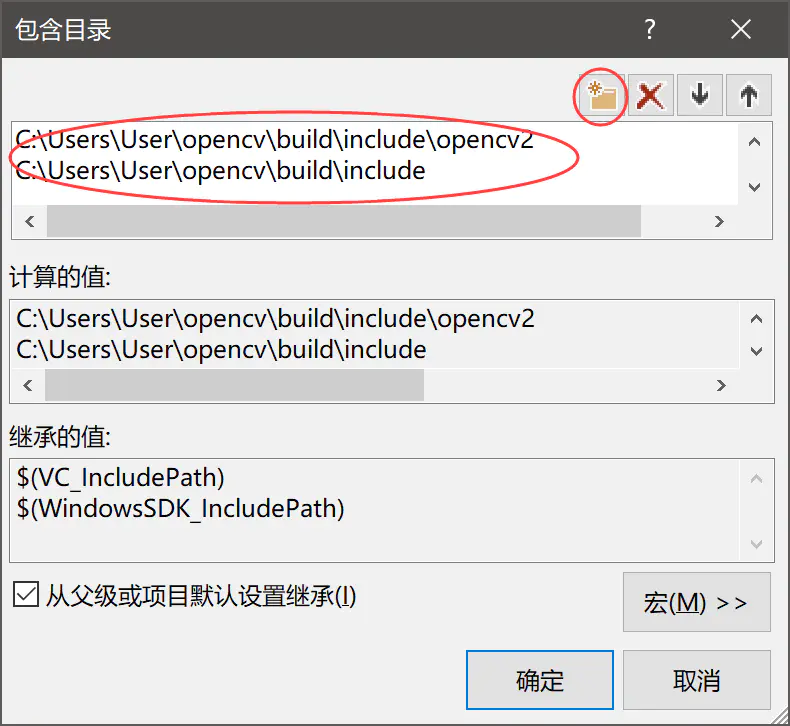 包含目录
?
C:\Users\User\opencv\build\include\opencv2
C:\Users\User\opencv\build\include
计算的值:
C:\Users\User\opencv\build\include\opencv2
C:\Users\User\opencv\build\include
继承的值:
$(VC_IncludePath)
$(WindowsSDK_IncludePath)
从父级或项目默认设置继承(I)
宏(M) >>
确定
取消